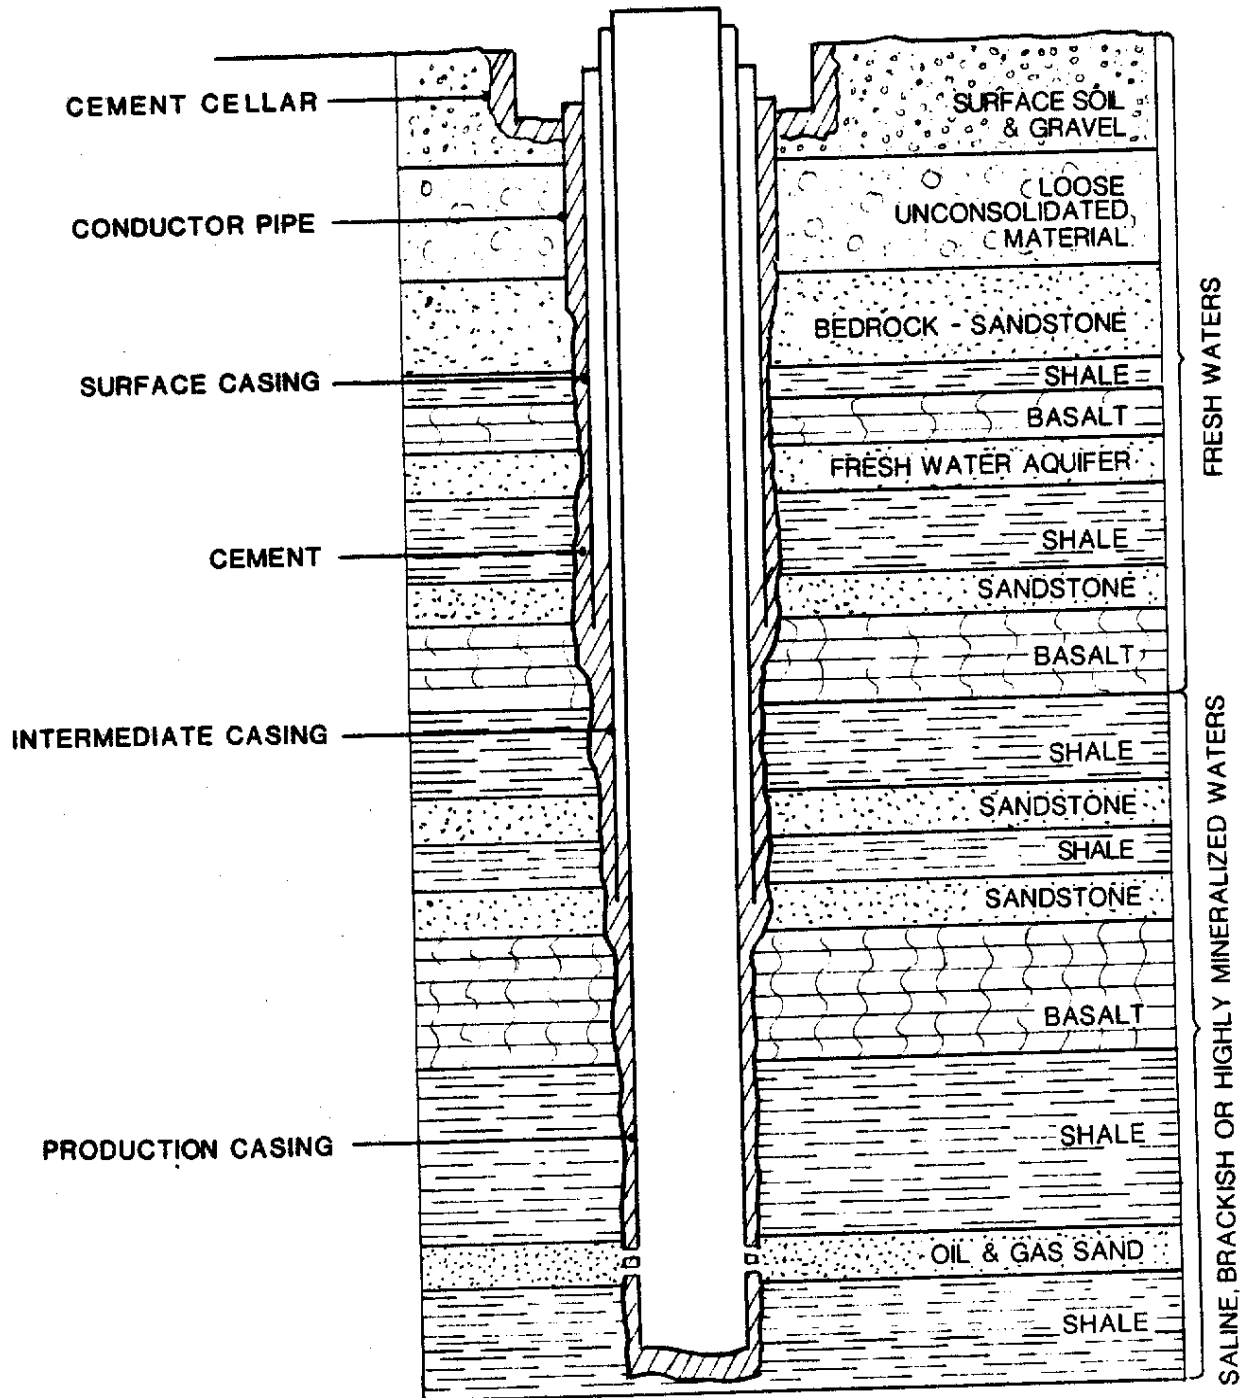 CEMENT CELLAR
CONDUCTOR PIPE
SURFACE CASING
CEMENT
INTERMEDIATE CASING
PRODUCTION CASING
SURFACE SOIL
& GRAVEL
LOOSE
UNCONSOLIDATED
MATERIAL
BEDROCK - SANDSTONE
SHALE
BASALT
FRESH WATER AQUIFER
SHALE
SANDSTONE
BASALT
SHALE
SANDSTONE
SHALE
SANDSTONE
BASALT
SHALE
OIL & GAS SAND
SHALE
FRESH WATERS
SALINE, BRACKISH OR HIGHLY MINERALIZED WATERS